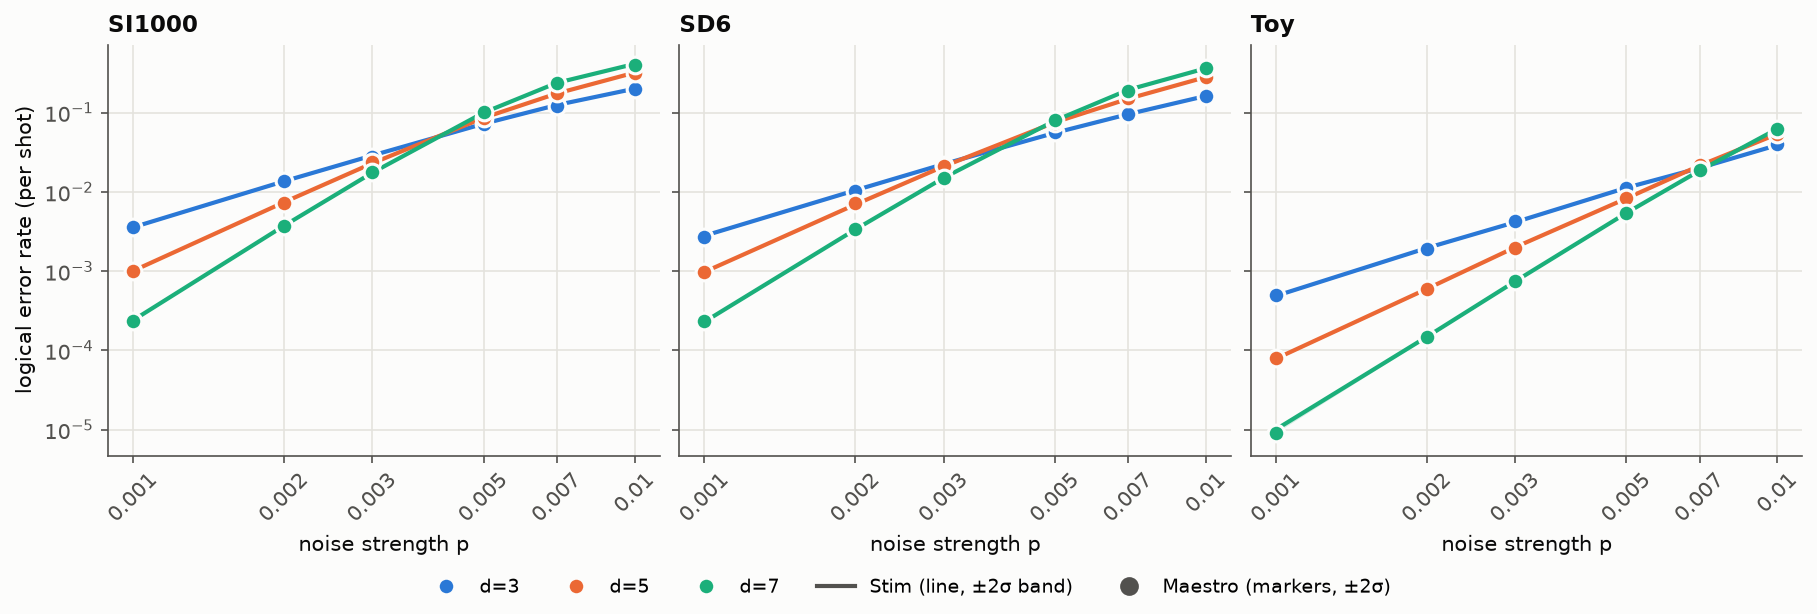 SI1000
SD6
Toy
logical error rate (per shot)
10⁻¹
10⁻²
10⁻³
10⁻⁴
10⁻⁵
0.001 0.002 0.003 0.005 0.007 0.01
0.001 0.002 0.003 0.005 0.007 0.01
0.001 0.002 0.003 0.005 0.007 0.01
noise strength p
noise strength p
noise strength p
d=3 d=5 d=7 Stim (line, ±2σ band) Maestro (markers, ±2σ)